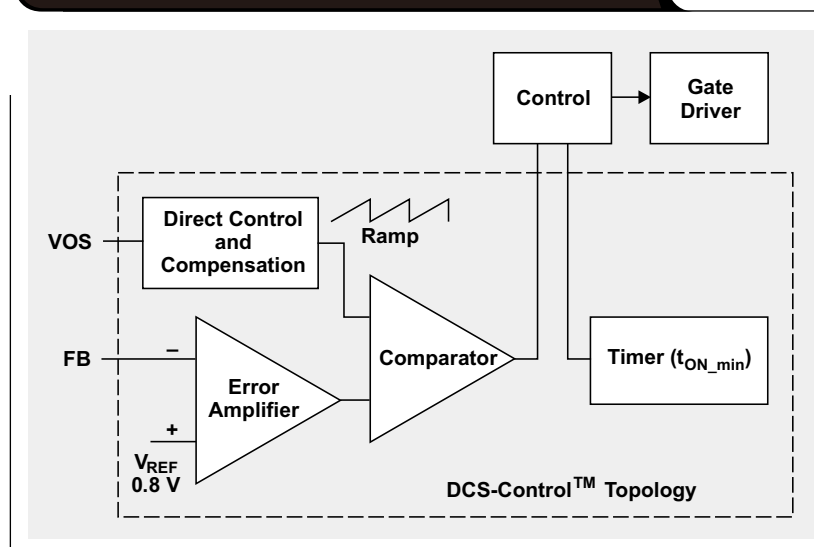 Control
Gate
Driver
Direct Control
and
Compensation
Ramp
VOS
Comparator
Timer (tON_min)
FB
–
Error
Amplifier
+
VREF
0.8 V
DCS-Control™ Topology